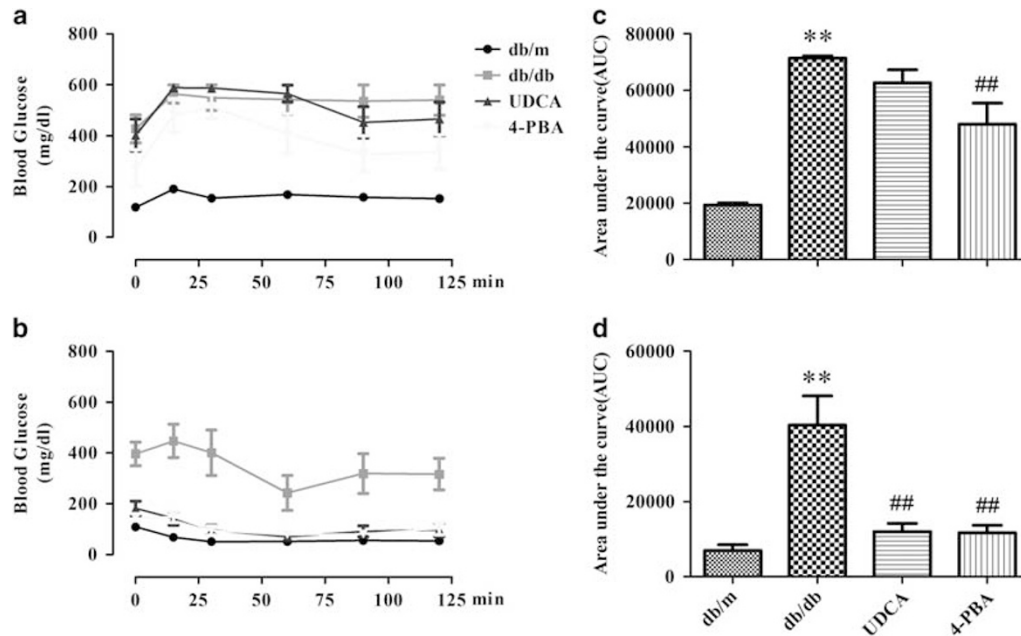 a
800
600
400
200
0
Blood Glucose
(mg/dl)
0 25 50 75 100 125 min
db/m
db/db
UDCA
4-PBA
c
80000
60000
40000
20000
0
Area under the curve(AUC)
**
##
b
800
600
400
200
0
Blood Glucose
(mg/dl)
0 25 50 75 100 125 min
d
60000
40000
20000
0
Area under the curve(AUC)
**
## ##
db/m db/db UDCA 4-PBA